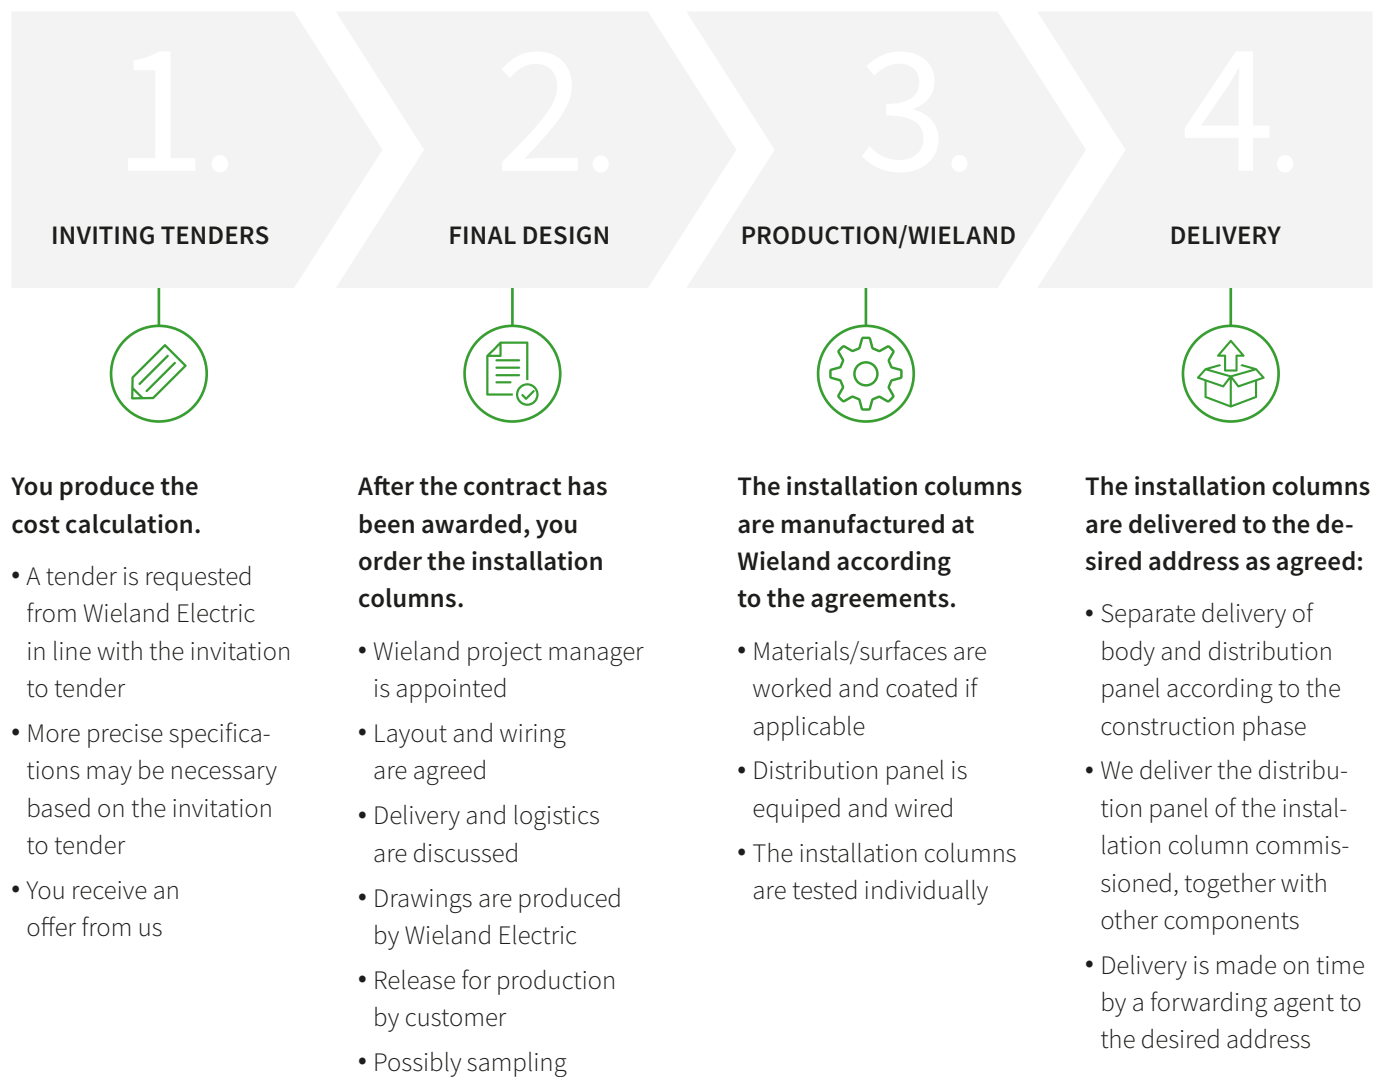 1.
INVITING TENDERS
You produce the
cost calculation.
• A tender is requested
from Wieland Electric
in line with the invitation
to tender
• More precise specifica-
tions may be necessary
based on the invitation
to tender
• You receive an
offer from us
2.
FINAL DESIGN
After the contract has
been awarded, you
order the installation
columns.
• Wieland project manager
is appointed
• Layout and wiring
are agreed
• Delivery and logistics
are discussed
• Drawings are produced
by Wieland Electric
• Release for production
by customer
• Possibly sampling
3.
PRODUCTION/WIELAND
The installation columns
are manufactured at
Wieland according
to the agreements.
• Materials/surfaces are
worked and coated if
applicable
• Distribution panel is
equiped and wired
• The installation columns
are tested individually
4.
DELIVERY
The installation columns
are delivered to the de-
sired address as agreed:
• Separate delivery of
body and distribution
panel according to the
construction phase
• We deliver the distribu-
tion panel of the instal-
lation column commis-
sioned, together with
other components
• Delivery is made on time
by a forwarding agent to
the desired address